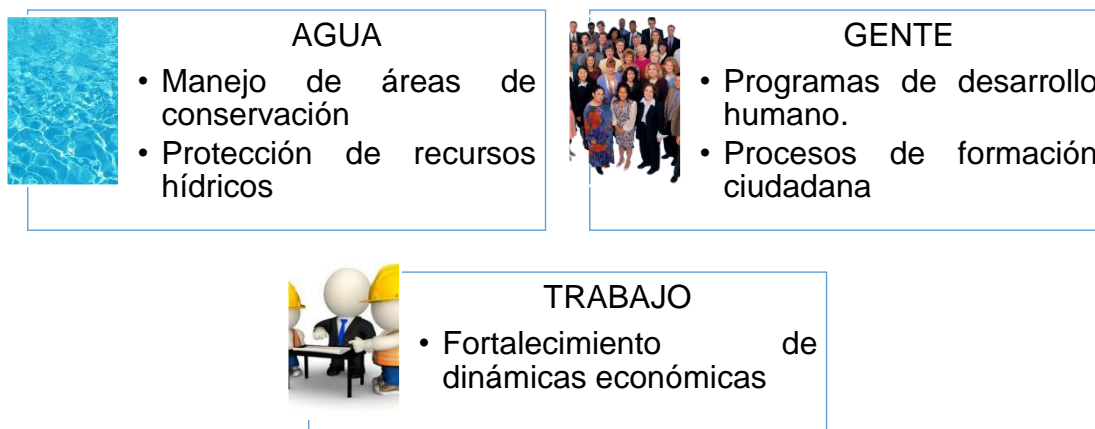 AGUA
• Manejo de áreas de
conservación
• Protección de recursos
hídricos
GENTE
• Programas de desarrollo
humano.
• Procesos de formación
ciudadana
TRABAJO
• Fortalecimiento de
dinámicas económicas